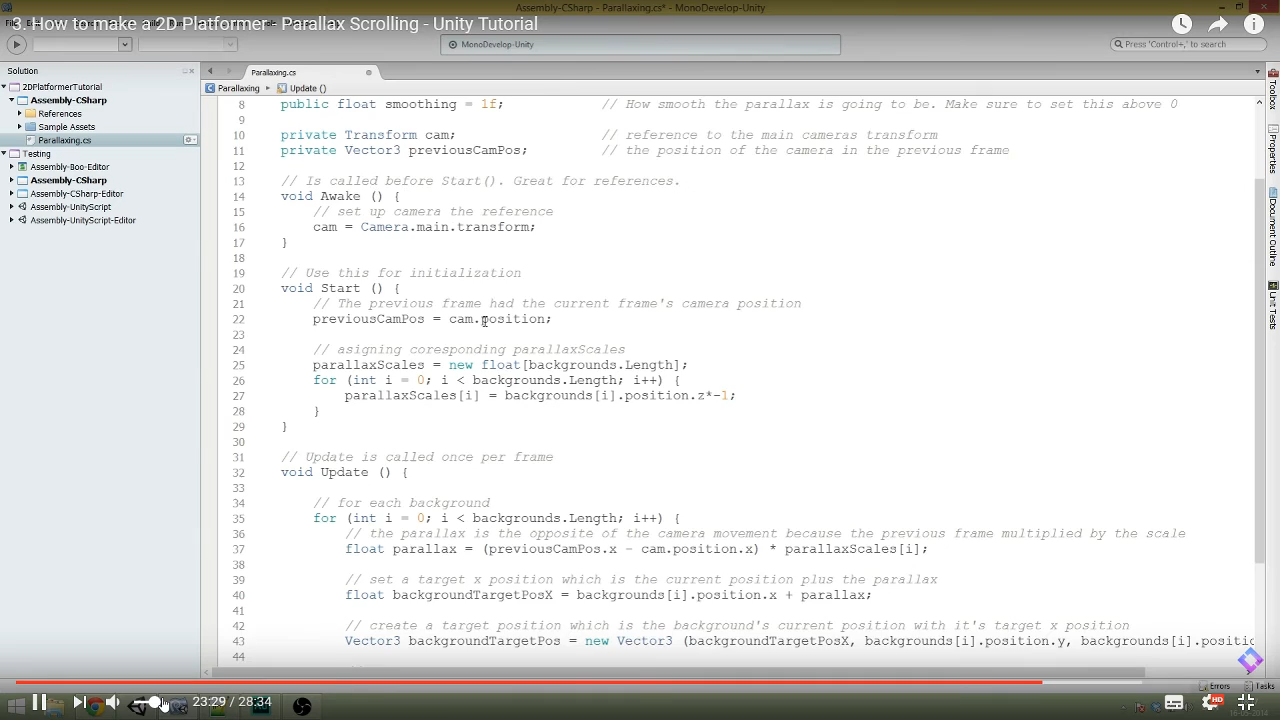 Assembly-CSharp - Parallaxing.cs* - MonoDevelop-Unity
3. How to make a 2D Platformer - Parallax Scrolling - Unity Tutorial
MonoDevelop-Unity
Press 'Control+,' to search
Solution
Parallaxing.cs
2DPlatformerTutorial
Parallaxing
Update ()
Assembly-CSharp
References
Sample Assets
Parallaxing.cs
Testing
Assembly-Boo-Editor
Assembly-CSharp
Assembly-CSharp-Editor
Assembly-UnityScript
Assembly-UnityScript-Editor
8 public float smoothing = 1f; // How smooth the parallax is going to be. Make sure to set this above 0
9
10 private Transform cam; // reference to the main cameras transform
11 private Vector3 previousCamPos; // the position of the camera in the previous frame
12
13 // Is called before Start(). Great for references.
14 void Awake () {
15 // set up camera the reference
16 cam = Camera.main.transform;
17 }
18
19 // Use this for initialization
20 void Start () {
21 // The previous frame had the current frame's camera position
22 previousCamPos = cam.position;
23
24 // asigning coresponding parallaxScales
25 parallaxScales = new float[backgrounds.Length];
26 for (int i = 0; i < backgrounds.Length; i++) {
27 parallaxScales[i] = backgrounds[i].position.z*-1;
28 }
29 }
30
31 // Update is called once per frame
32 void Update () {
33
34 // for each background
35 for (int i = 0; i < backgrounds.Length; i++) {
36 // the parallax is the opposite of the camera movement because the previous frame multiplied by the scale
37 float parallax = (previousCamPos.x - cam.position.x) * parallaxScales[i];
38
39 // set a target x position which is the current position plus the parallax
40 float backgroundTargetPosX = backgrounds[i].position.x + parallax;
41
42 // create a target position which is the background's current position with it's target x position
43 Vector3 backgroundTargetPos = new Vector3 (backgroundTargetPosX, backgrounds[i].position.y, backgrounds[i].positio
44
Toolbox
Properties
Document Outline
Unit Tests
Errors
Tasks
23:29 / 28:34
HD